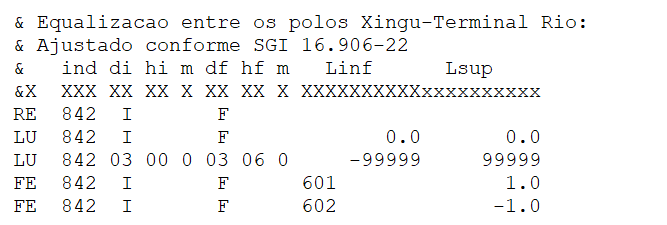 & Equalizacao entre os polos Xingu-Terminal Rio:
& Ajustado conforme SGI 16.906-22
&   ind di hi m df hf m   Linf      Lsup
&X  XXX XX XX X XX XX X XXXXXXXXXXxxxxxxxxxx
RE  842  I       F
LU  842  I       F             0.0       0.0
LU  842 03 00 0 03 06 0     -99999     99999
FE  842  I       F      601              1.0
FE  842  I       F      602             -1.0